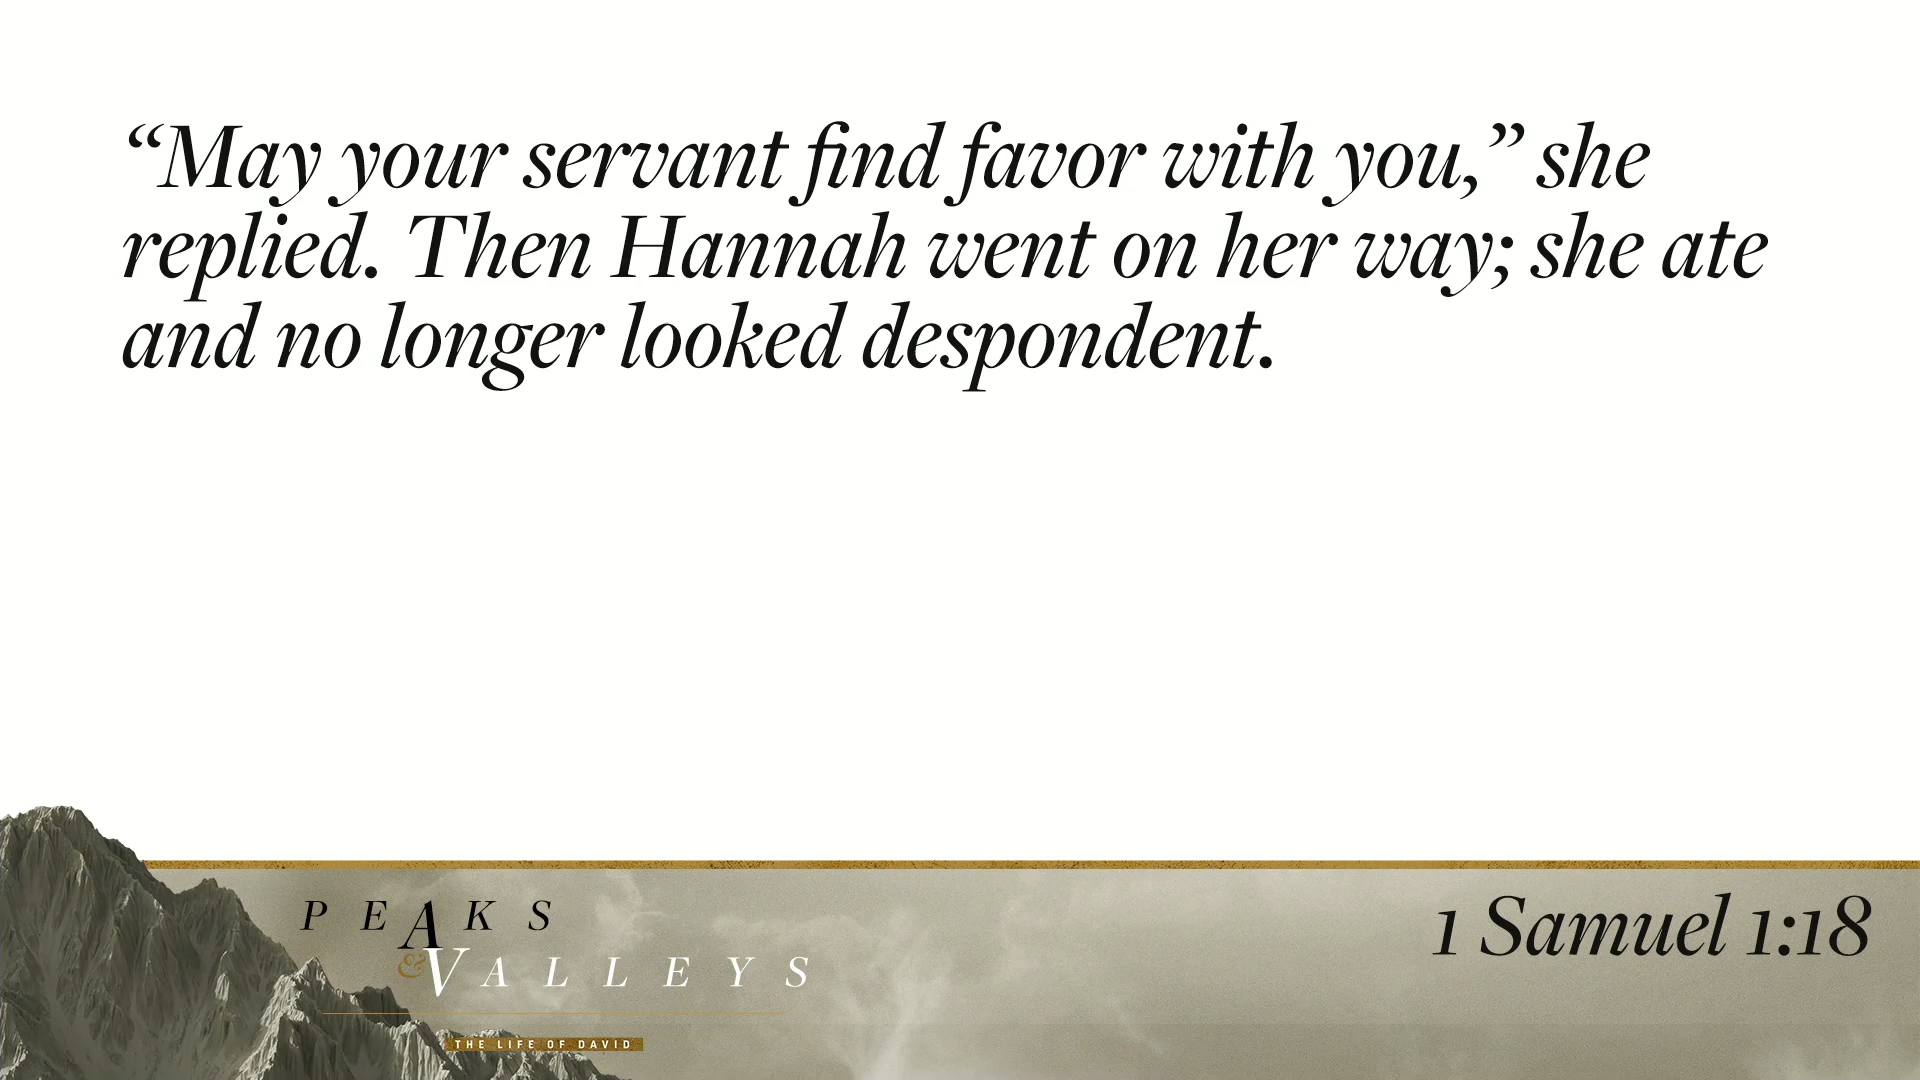 “May your servant find favor with you,” she
replied. Then Hannah went on her way; she ate
and no longer looked despondent.
PEAKS
& VALLEYS
THE LIFE OF DAVID
1 Samuel 1:18